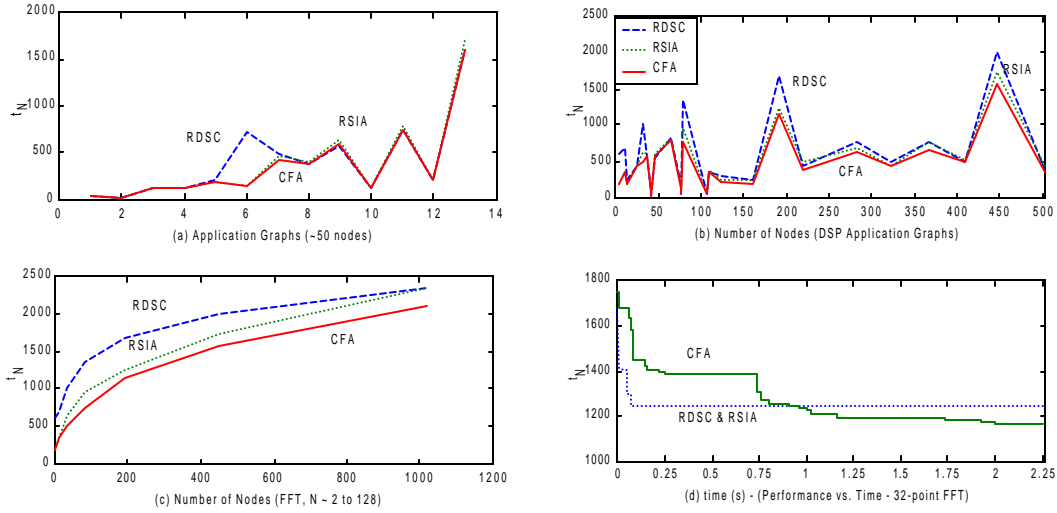 2000
1500
1000
500
0
t_N
RDSC
RSIA
CFA
0 2 4 6 8 10 12 14
(a) Application Graphs (~50 nodes)
2500
2000
1500
1000
500
0
t_N
RDSC
RSIA
CFA
RDSC
RSIA
CFA
0 50 100 150 200 250 300 350 400 450 500
(b) Number of Nodes (DSP Application Graphs)
2500
2000
1500
1000
500
0
t_N
RDSC
RSIA
CFA
0 200 400 600 800 1000 1200
(c) Number of Nodes (FFT, N ~ 2 to 128)
1800
1600
1400
1200
1000
t_N
CFA
RDSC & RSIA
0 0.25 0.5 0.75 1 1.25 1.5 1.75 2 2.25
(d) time (s) - (Performance vs. Time - 32-point FFT)